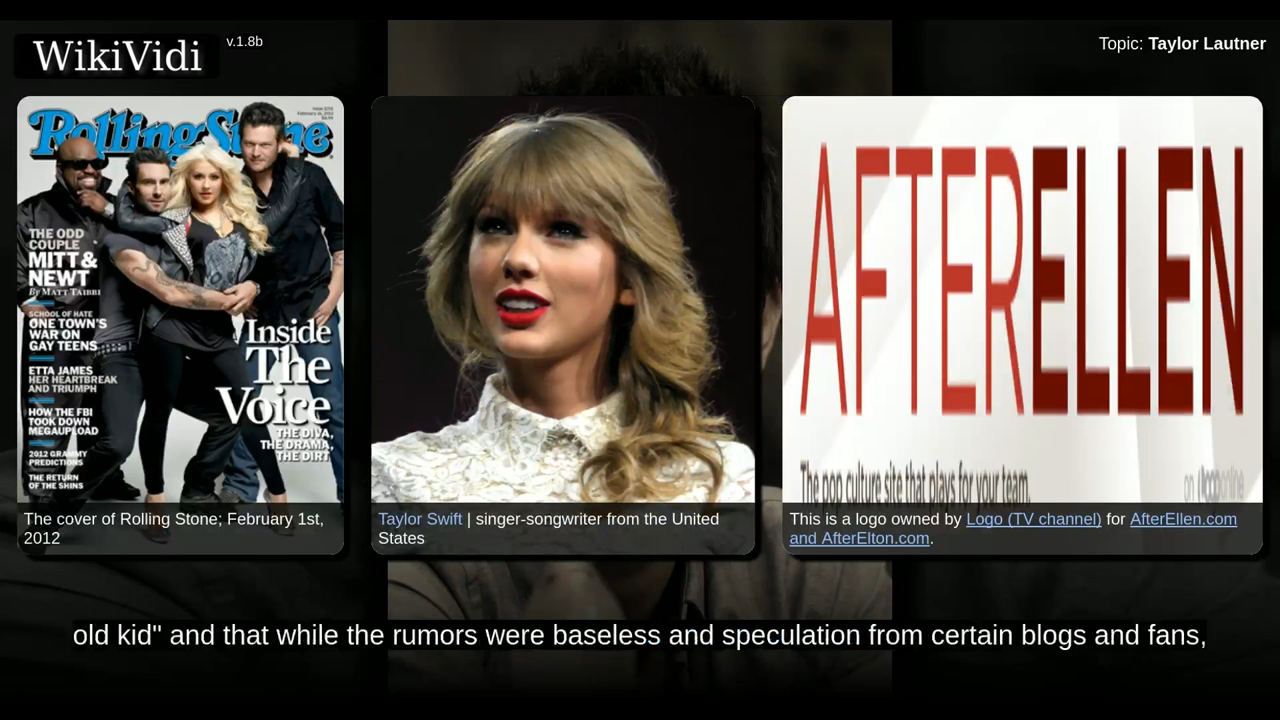 WikiVidi
v.1.8b
Topic: Taylor Lautner
Rolling Stone
THE ODD
COUPLE
MITT &
NEWT
By MATT TAIBBI
SCHOOL OF HATE
ONE TOWN'S
WAR ON
GAY TEENS
ETTA JAMES
HER HEARTBREAK
AND TRIUMPH
HOW THE FBI
TOOK DOWN
MEGAUPLOAD
2012 GRAMMY
PREDICTIONS
THE RETURN
OF THE SHINS
Inside
The
Voice
THE DIVA,
THE DRAMA,
THE DIRT
The cover of Rolling Stone; February 1st,
2012
Taylor Swift | singer-songwriter from the United
States
AFTERELLEN
The pop culture site that plays for your team.
on logoonline
This is a logo owned by Logo (TV channel) for AfterEllen.com
and AfterElton.com.
old kid" and that while the rumors were baseless and speculation from certain blogs and fans,